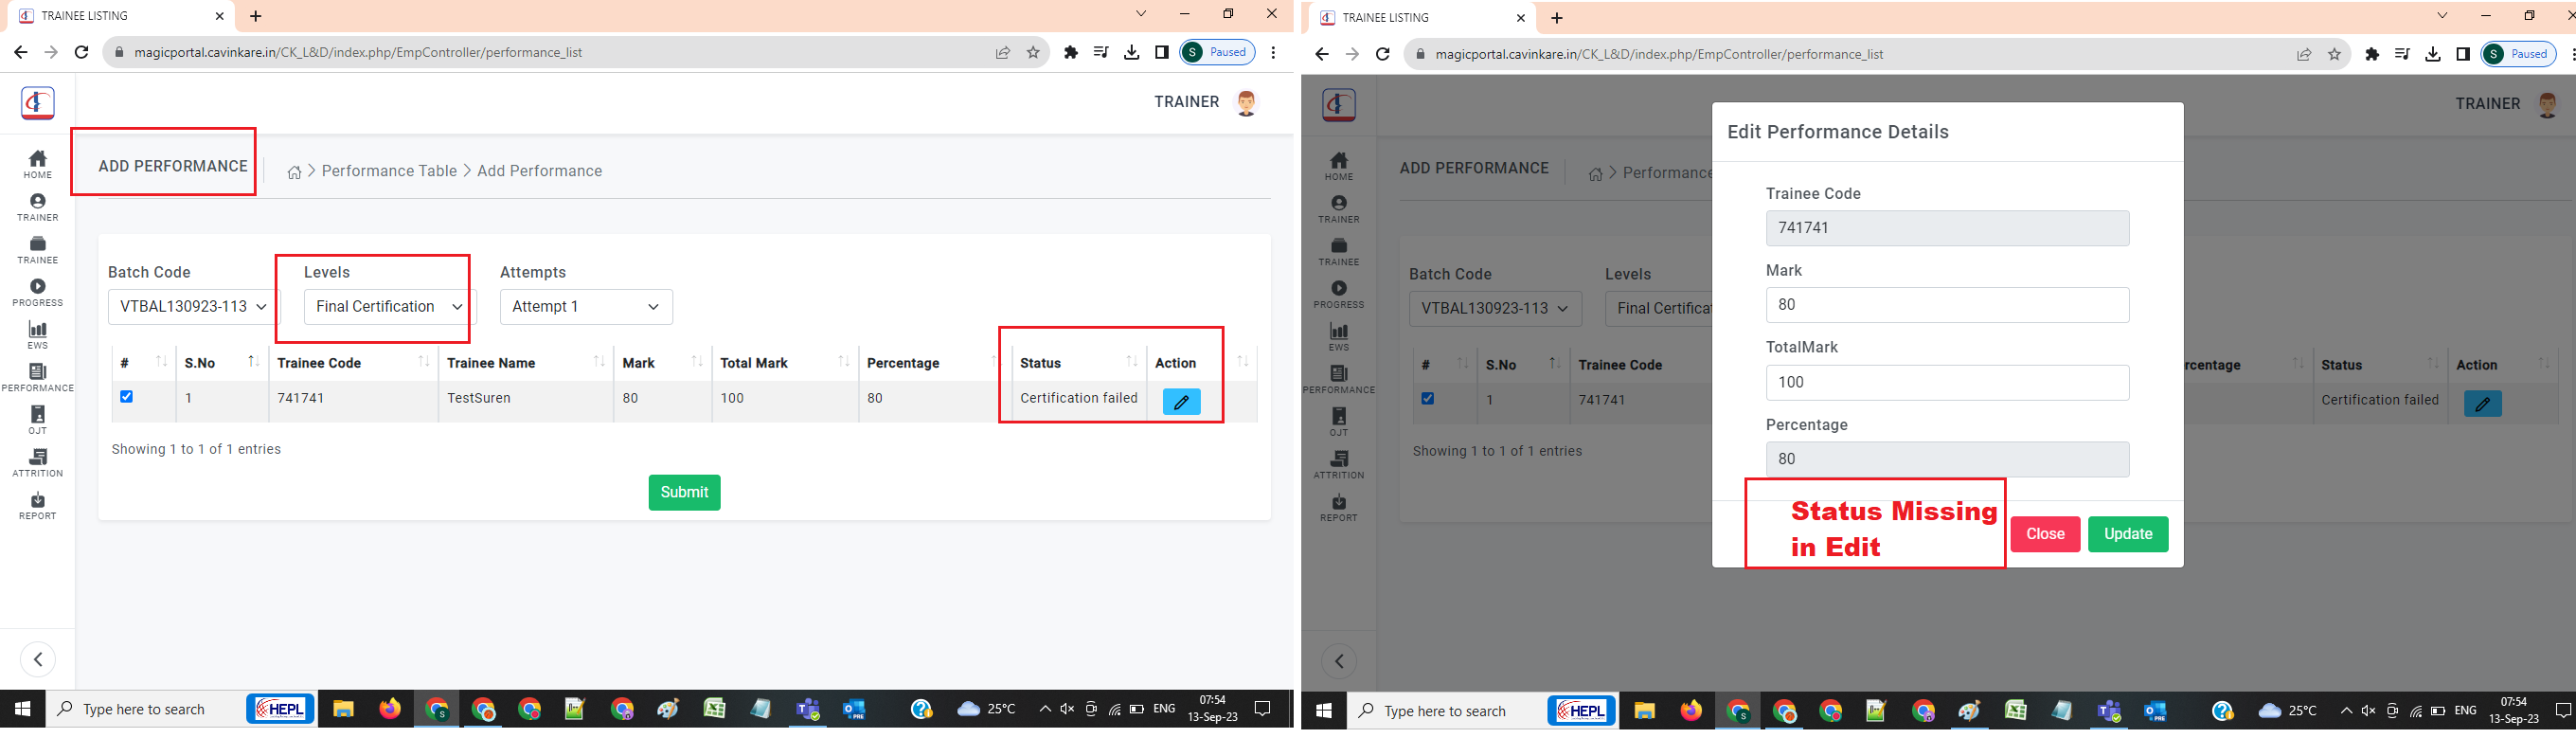 TRAINEE LISTING
magicportal.cavinkare.in/CK_L&D/index.php/EmpController/performance_list
S Paused
TRAINER
HOME
TRAINER
TRAINEE
PROGRESS
EWS
PERFORMANCE
OJT
ATTRITION
REPORT
ADD PERFORMANCE
Performance Table > Add Performance
Batch Code Levels Attempts
VTBAL130923-113 Final Certification Attempt 1
# S.No Trainee Code Trainee Name Mark Total Mark Percentage Status Action
1 741741 TestSuren 80 100 80 Certification failed
Showing 1 to 1 of 1 entries
Submit
Type here to search
HEPL
25°C
ENG
07:54
13-Sep-23
TRAINEE LISTING
magicportal.cavinkare.in/CK_L&D/index.php/EmpController/performance_list
S Paused
TRAINER
HOME
TRAINER
TRAINEE
PROGRESS
EWS
PERFORMANCE
OJT
ATTRITION
REPORT
ADD PERFORMANCE
Performance
Batch Code Levels
VTBAL130923-113 Final Certificat
# S.No Trainee Code rcentage Status Action
1 741741 Certification failed
Showing 1 to 1 of 1 entries
Edit Performance Details
Trainee Code
741741
Mark
80
TotalMark
100
Percentage
80
Status Missing
in Edit
Close Update
Type here to search
HEPL
25°C
ENG
07:54
13-Sep-23